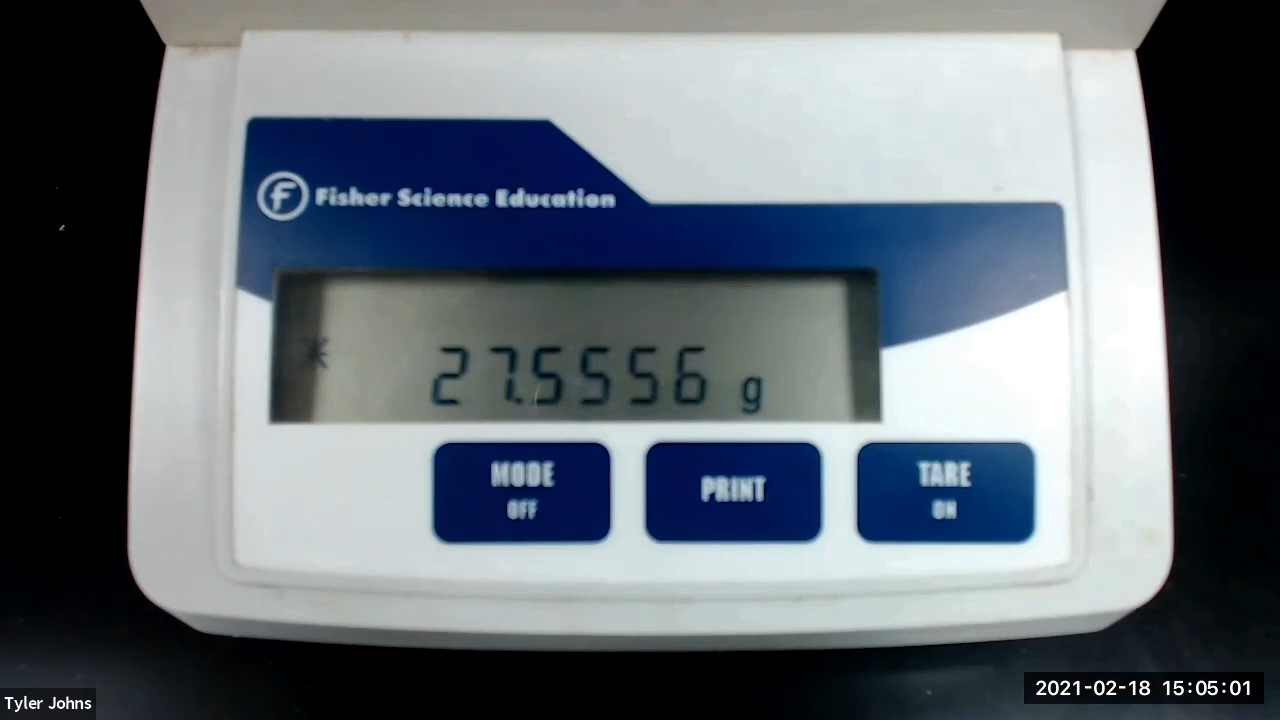 f Fisher Science Education
* 27.5556 g
MODE
OFF
PRINT
TARE
ON
Tyler Johns
2021-02-18 15:05:01